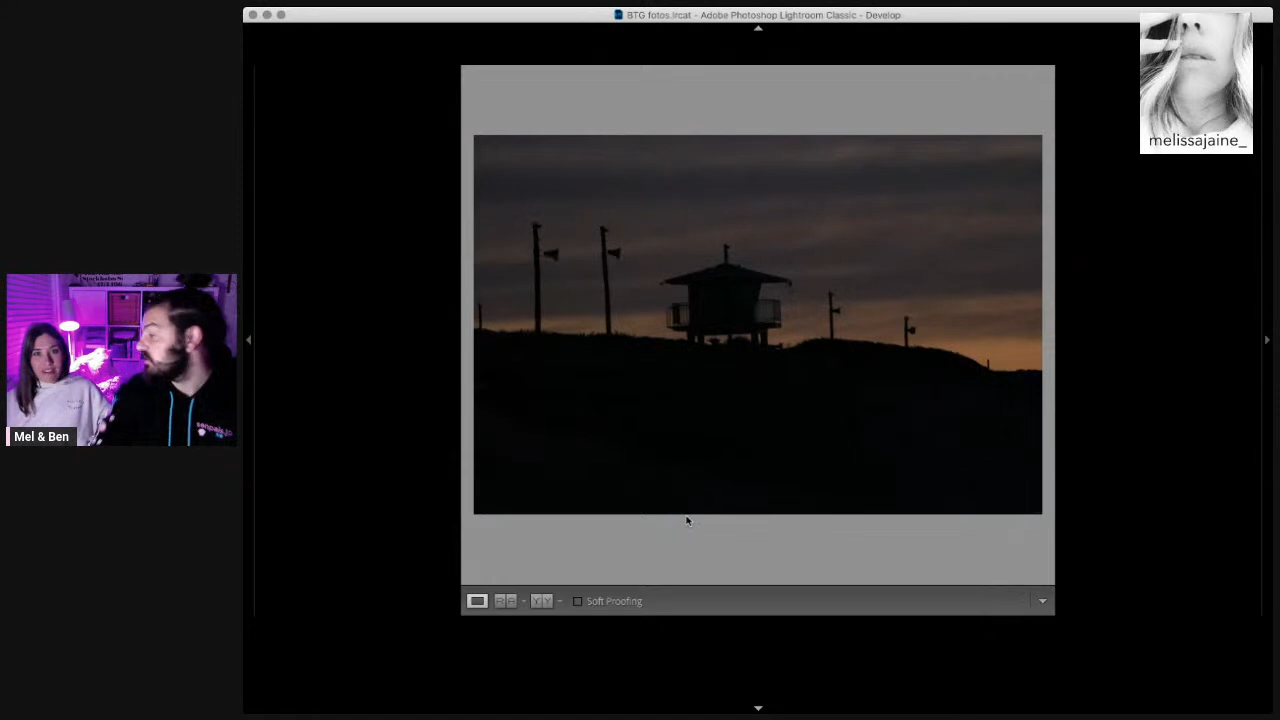 BTG fotos.lrcat - Adobe Photoshop Lightroom Classic - Develop
melissajaine_
Mel & Ben
Soft Proofing